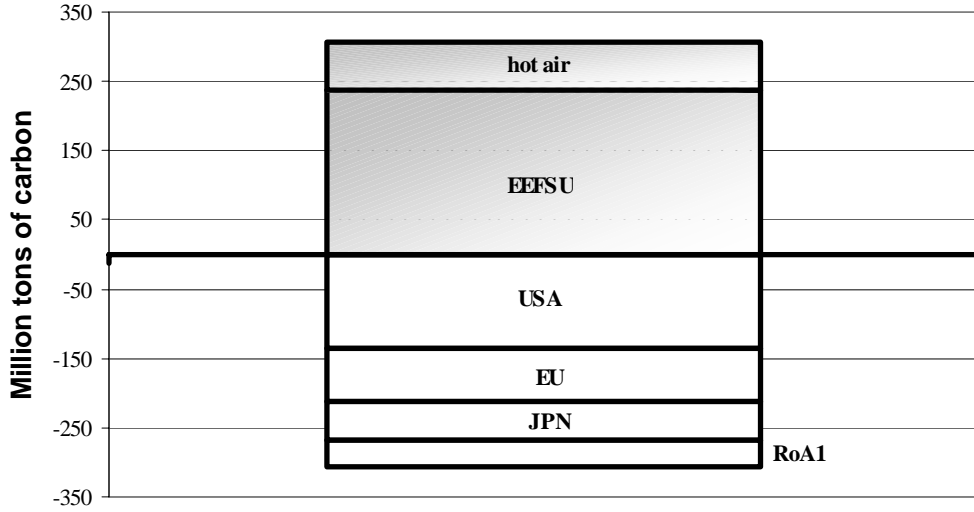 350
250
150
50
-50
-150
-250
-350
Million tons of carbon
hot air
EEFSU
USA
EU
JPN
RoA1